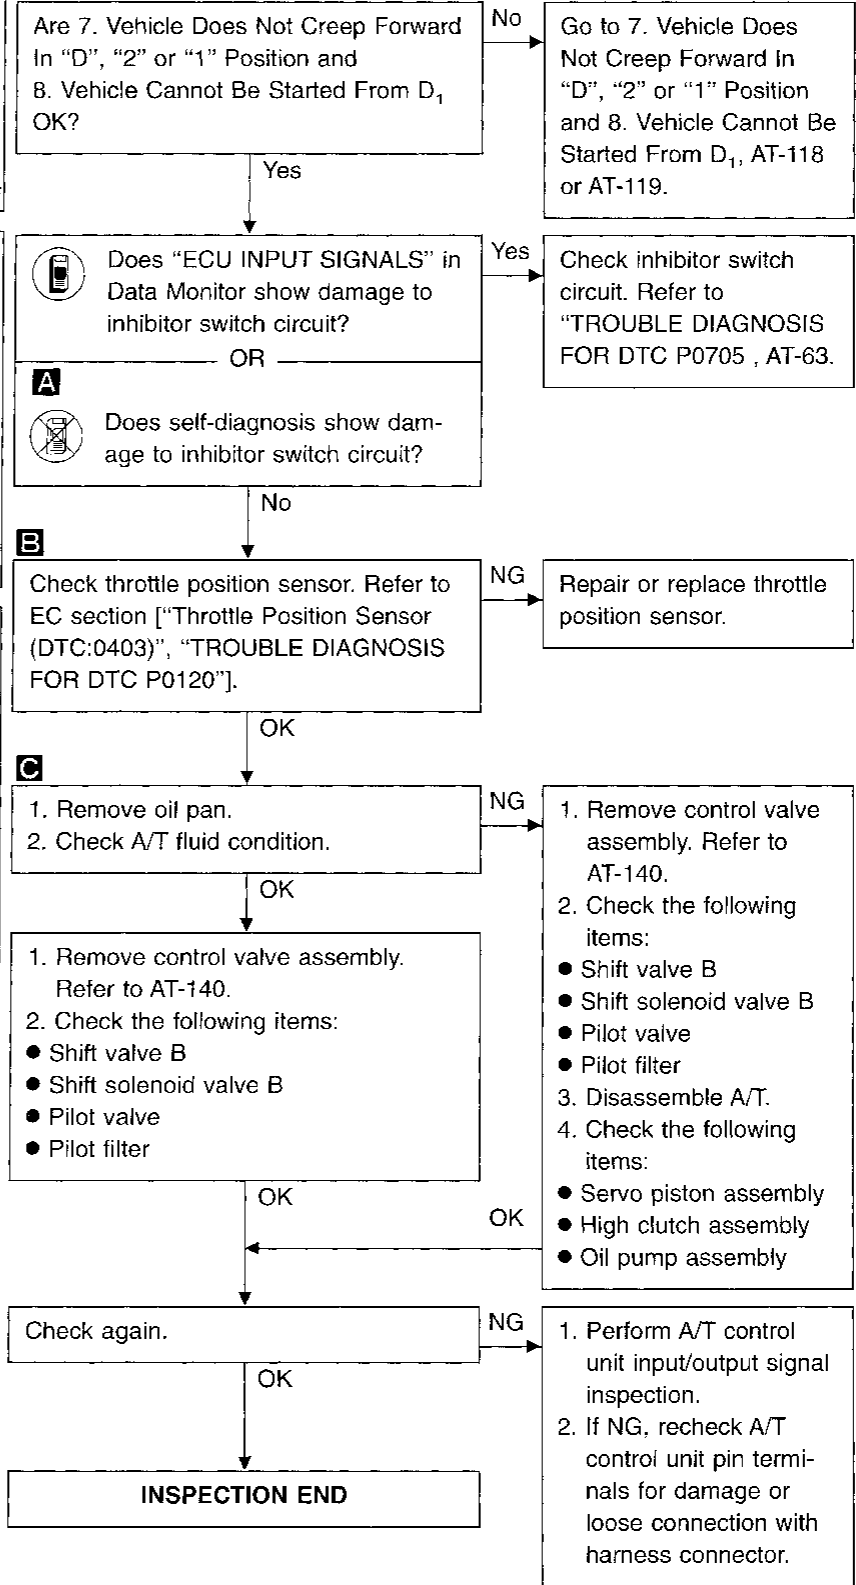 Are 7. Vehicle Does Not Creep Forward
In “D”, “2” or “1” Position and
8. Vehicle Cannot Be Started From D1
OK?
No
Go to 7. Vehicle Does
Not Creep Forward In
“D”, “2” or “1” Position
and 8. Vehicle Cannot Be
Started From D1, AT-118
or AT-119.
Yes
Does “ECU INPUT SIGNALS” in
Data Monitor show damage to
inhibitor switch circuit?
OR
A
Does self-diagnosis show dam-
age to inhibitor switch circuit?
Yes
Check inhibitor switch
circuit. Refer to
“TROUBLE DIAGNOSIS
FOR DTC P0705 , AT-63.
No
B
Check throttle position sensor. Refer to
EC section [“Throttle Position Sensor
(DTC:0403)”, “TROUBLE DIAGNOSIS
FOR DTC P0120”].
NG
Repair or replace throttle
position sensor.
OK
C
1. Remove oil pan.
2. Check A/T fluid condition.
NG
1. Remove control valve
assembly. Refer to
AT-140.
2. Check the following
items:
● Shift valve B
● Shift solenoid valve B
● Pilot valve
● Pilot filter
3. Disassemble A/T.
4. Check the following
items:
● Servo piston assembly
● High clutch assembly
● Oil pump assembly
OK
1. Remove control valve assembly.
Refer to AT-140.
2. Check the following items:
● Shift valve B
● Shift solenoid valve B
● Pilot valve
● Pilot filter
OK
OK
Check again.
NG
1. Perform A/T control
unit input/output signal
inspection.
2. If NG, recheck A/T
control unit pin termi-
nals for damage or
loose connection with
harness connector.
OK
INSPECTION END